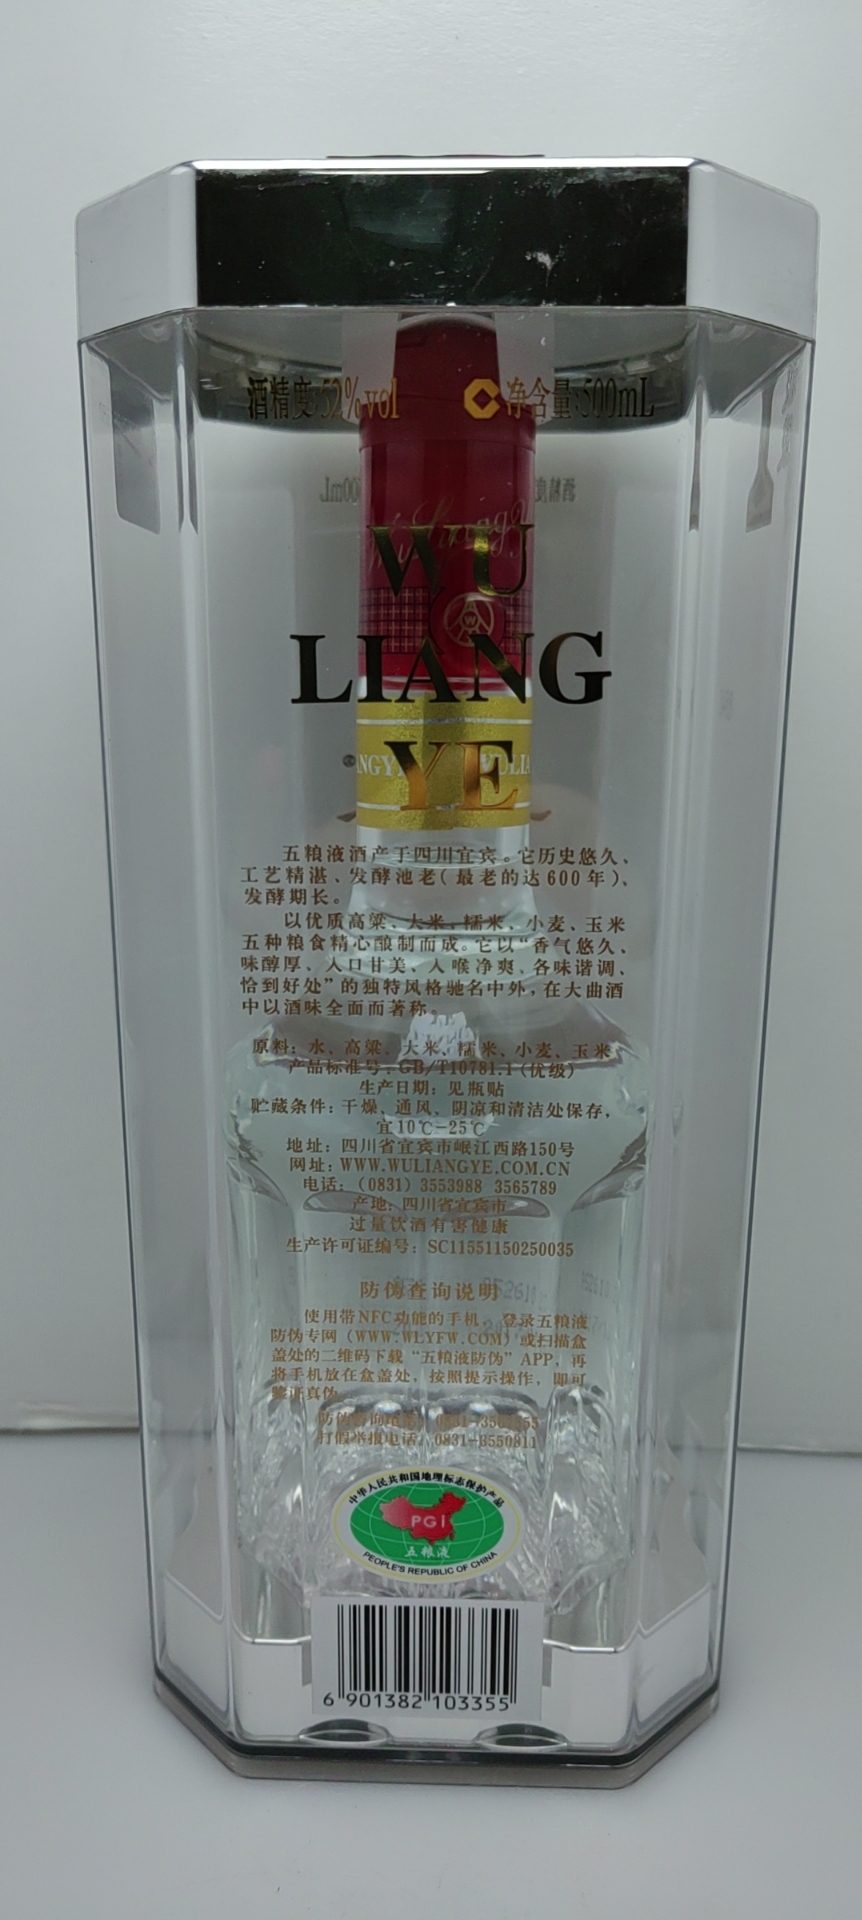 酒精度:52%vol 净含量:500mL
WU
LIANG
YE
五粮液酒产于四川宜宾。它历史悠久、
工艺精湛、发酵池老(最老的达600年)、
发酵期长。
以优质高粱、大米、糯米、小麦、玉米
五种粮食精心酿制而成。它以“香气悠久、
味醇厚、入口甘美、入喉净爽、各味谐调、
恰到好处”的独特风格驰名中外,在大曲酒
中以酒味全面而著称。
原料：水、高粱、大米、糯米、小麦、玉米
产品标准号：GB/T10781.1(优级)
生产日期：见瓶贴
贮藏条件：干燥、通风、阴凉和清洁处保存，
宜10℃-25℃
地址：四川省宜宾市岷江西路150号
网址：WWW.WULIANGYE.COM.CN
电话：(0831) 3553988 3565789
产地：四川省宜宾市
过量饮酒有害健康
生产许可证编号：SC11551150250035
防伪查询说明
使用带NFC功能的手机，登录五粮液
防伪专网（WWW.WLYFW.COM）或扫描盒
盖处的二维码下载“五粮液防伪”APP，再
将手机放在盒盖处，按照提示操作，即可
鉴证真伪。
防伪查询电话：
打假举报电话：0831-3550811
中华人民共和国地理标志保护产品
PGI
五粮液
PEOPLE'S REPUBLIC OF CHINA
6 901382 103355